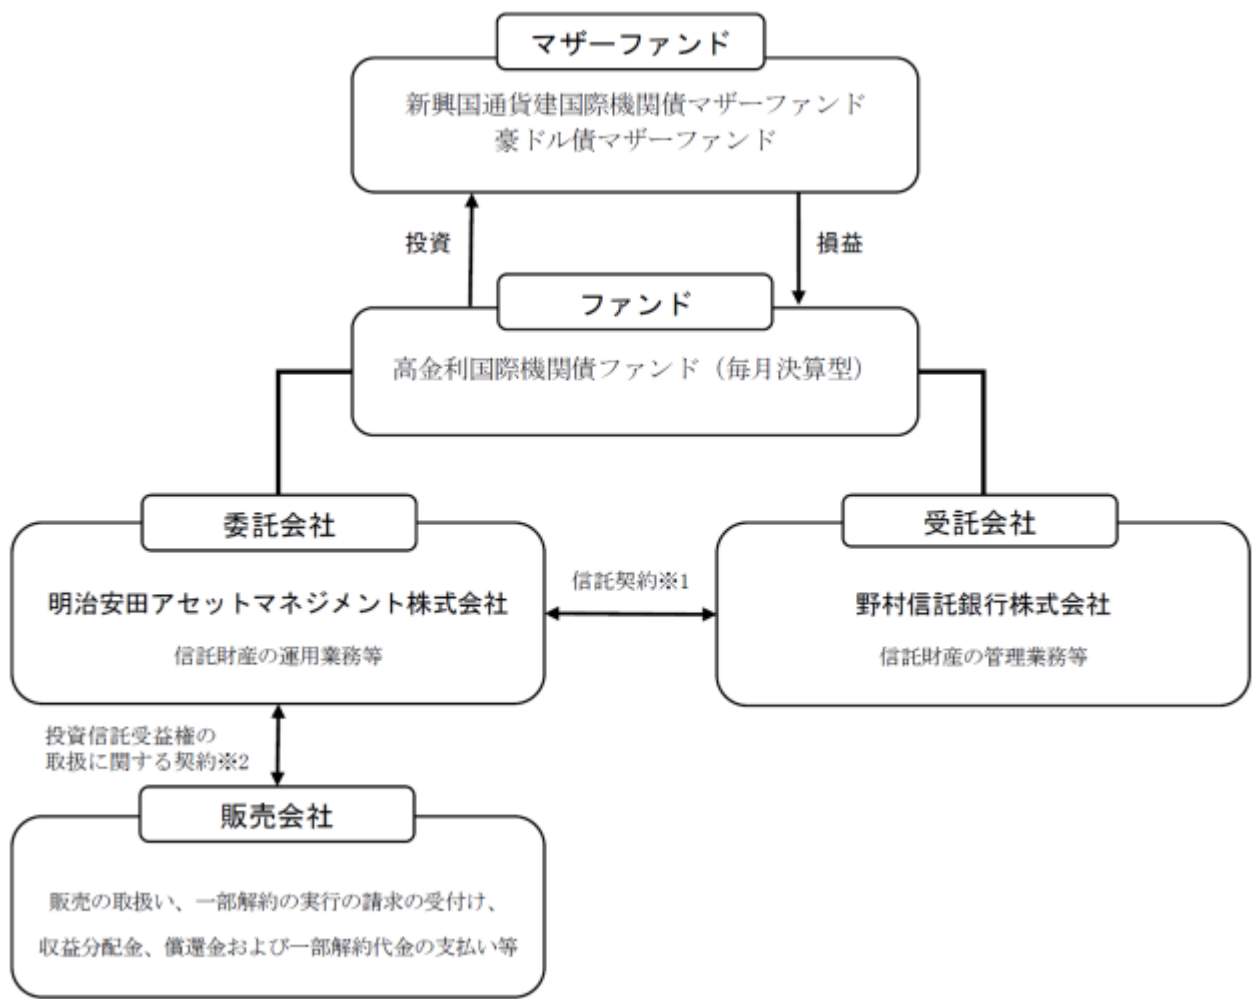 マザーファンド
新興国通貨建国際機関債マザーファンド
豪ドル債マザーファンド
投資
損益
ファンド
高金利国際機関債ファンド（毎月決算型）
委託会社
明治安田アセットマネジメント株式会社
信託財産の運用業務等
信託契約※1
受託会社
野村信託銀行株式会社
信託財産の管理業務等
投資信託受益権の
取扱に関する契約※2
販売会社
販売の取扱い、一部解約の実行の請求の受付け、
収益分配金、償還金および一部解約代金の支払い等